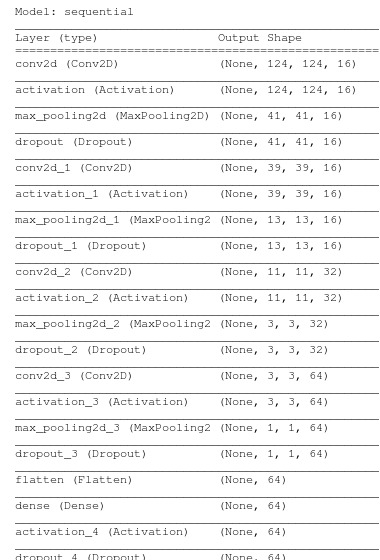 Model: sequential
Layer (type) Output Shape
conv2d (Conv2D) (None, 124, 124, 16)
activation (Activation) (None, 124, 124, 16)
max_pooling2d (MaxPooling2D) (None, 41, 41, 16)
dropout (Dropout) (None, 41, 41, 16)
conv2d_1 (Conv2D) (None, 39, 39, 16)
activation_1 (Activation) (None, 39, 39, 16)
max_pooling2d_1 (MaxPooling2 (None, 13, 13, 16)
dropout_1 (Dropout) (None, 13, 13, 16)
conv2d_2 (Conv2D) (None, 11, 11, 32)
activation_2 (Activation) (None, 11, 11, 32)
max_pooling2d_2 (MaxPooling2 (None, 3, 3, 32)
dropout_2 (Dropout) (None, 3, 3, 32)
conv2d_3 (Conv2D) (None, 3, 3, 64)
activation_3 (Activation) (None, 3, 3, 64)
max_pooling2d_3 (MaxPooling2 (None, 1, 1, 64)
dropout_3 (Dropout) (None, 1, 1, 64)
flatten (Flatten) (None, 64)
dense (Dense) (None, 64)
activation_4 (Activation) (None, 64)
dropout_4 (Dropout) (None, 64)